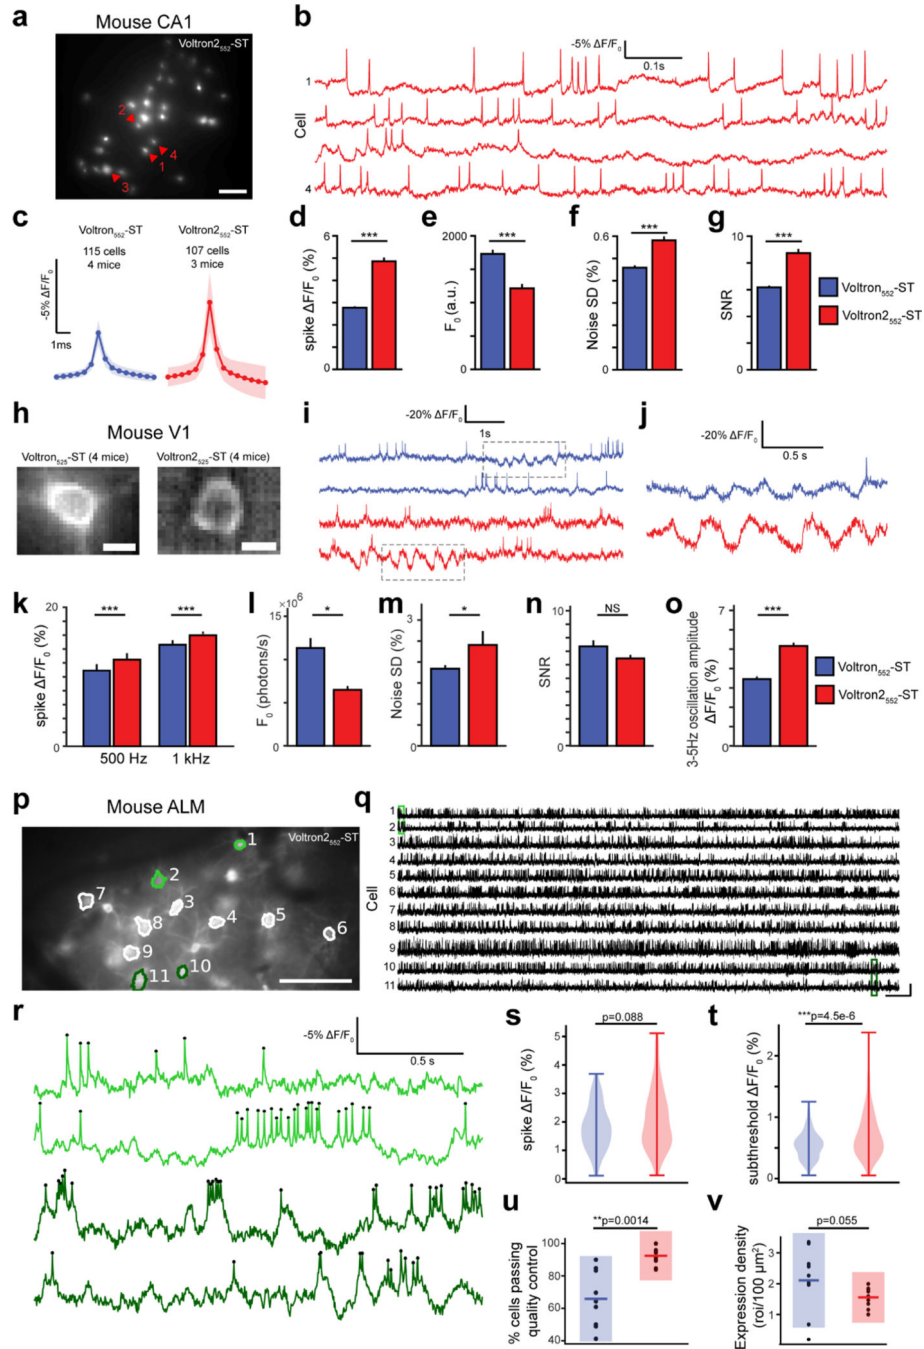 a
Mouse CA1
Voltron2₅₅₂-ST
2
4
1
3
b
-5% ΔF/F₀
0.1s
1
Cell
4
c
Voltron₅₅₂-ST
115 cells
4 mice
Voltron2₅₅₂-ST
107 cells
3 mice
-5% ΔF/F₀
1ms
d
spike ΔF/F₀ (%)
6
0
***
e
F₀ (a.u.)
2000
0
***
f
Noise SD (%)
0.6
0
***
g
SNR
10
0
***
Voltron₅₅₂-ST
Voltron2₅₅₂-ST
h
Mouse V1
Voltron₅₂₅-ST (4 mice)
Voltron2₅₂₅-ST (4 mice)
i
-20% ΔF/F₀
1s
j
-20% ΔF/F₀
0.5 s
k
spike ΔF/F₀ (%)
20
0
***
***
500 Hz
1 kHz
l
F₀ (photons/s)
×10⁶
15
0
*
m
Noise SD (%)
3
0
*
n
SNR
10
0
NS
o
3-5Hz oscillation amplitude
ΔF/F₀ (%)
7
0
***
Voltron₅₅₂-ST
Voltron2₅₅₂-ST
p
Mouse ALM
Voltron2₅₅₂-ST
1
2
3
4
5
6
7
8
9
10
11
q
Cell
1
2
3
4
5
6
7
8
9
10
11
r
-5% ΔF/F₀
0.5 s
s
p=0.088
spike ΔF/F₀ (%)
5
4
3
2
1
0
t
***p=4.5e-6
subthreshold ΔF/F₀ (%)
2
1
0
u
**p=0.0014
% cells passing
quality control
100
80
60
40
v
p=0.055
Expression density
(roi/100 μm²)
3
2
1